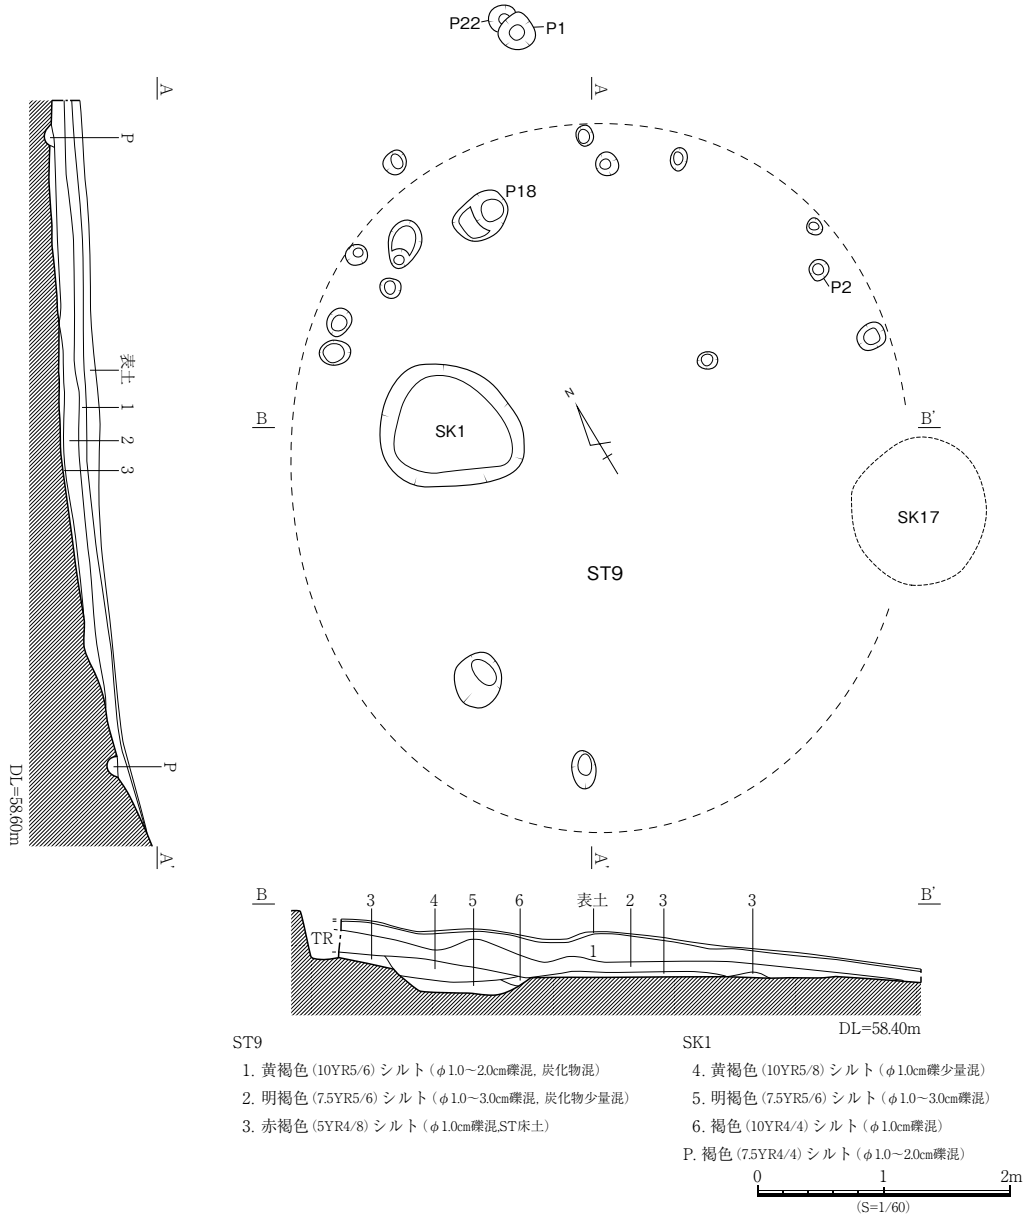 P22
P1
A
A
P
P18
P2
表土
1
2
3
B
B'
SK1
N
SK17
ST9
P
DL=58.60m
A'
A'
B
3
4
5
6
表土
2
3
3
B'
TR
1
DL=58.40m
ST9
1. 黄褐色(10YR5/6)シルト(φ1.0~2.0cm礫混, 炭化物混)
2. 明褐色(7.5YR5/6)シルト(φ1.0~3.0cm礫混, 炭化物少量混)
3. 赤褐色(5YR4/8)シルト(φ1.0cm礫混,ST床土)
SK1
4. 黄褐色(10YR5/8)シルト(φ1.0cm礫少量混)
5. 明褐色(7.5YR5/6)シルト(φ1.0~3.0cm礫混)
6. 褐色(10YR4/4)シルト(φ1.0cm礫混)
P. 褐色(7.5YR4/4)シルト(φ1.0~2.0cm礫混)
0 1 2m
(S=1/60)